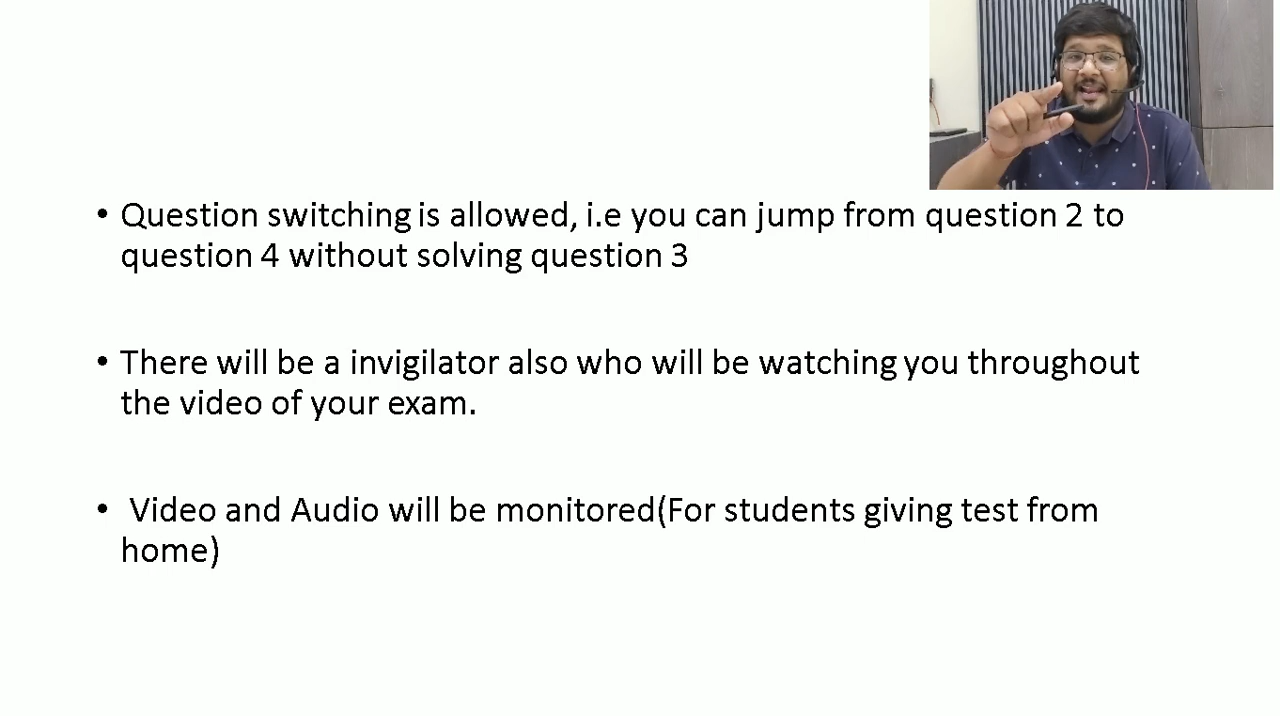 • Question switching is allowed, i.e you can jump from question 2 to
question 4 without solving question 3
• There will be a invigilator also who will be watching you throughout
the video of your exam.
• Video and Audio will be monitored(For students giving test from
home)